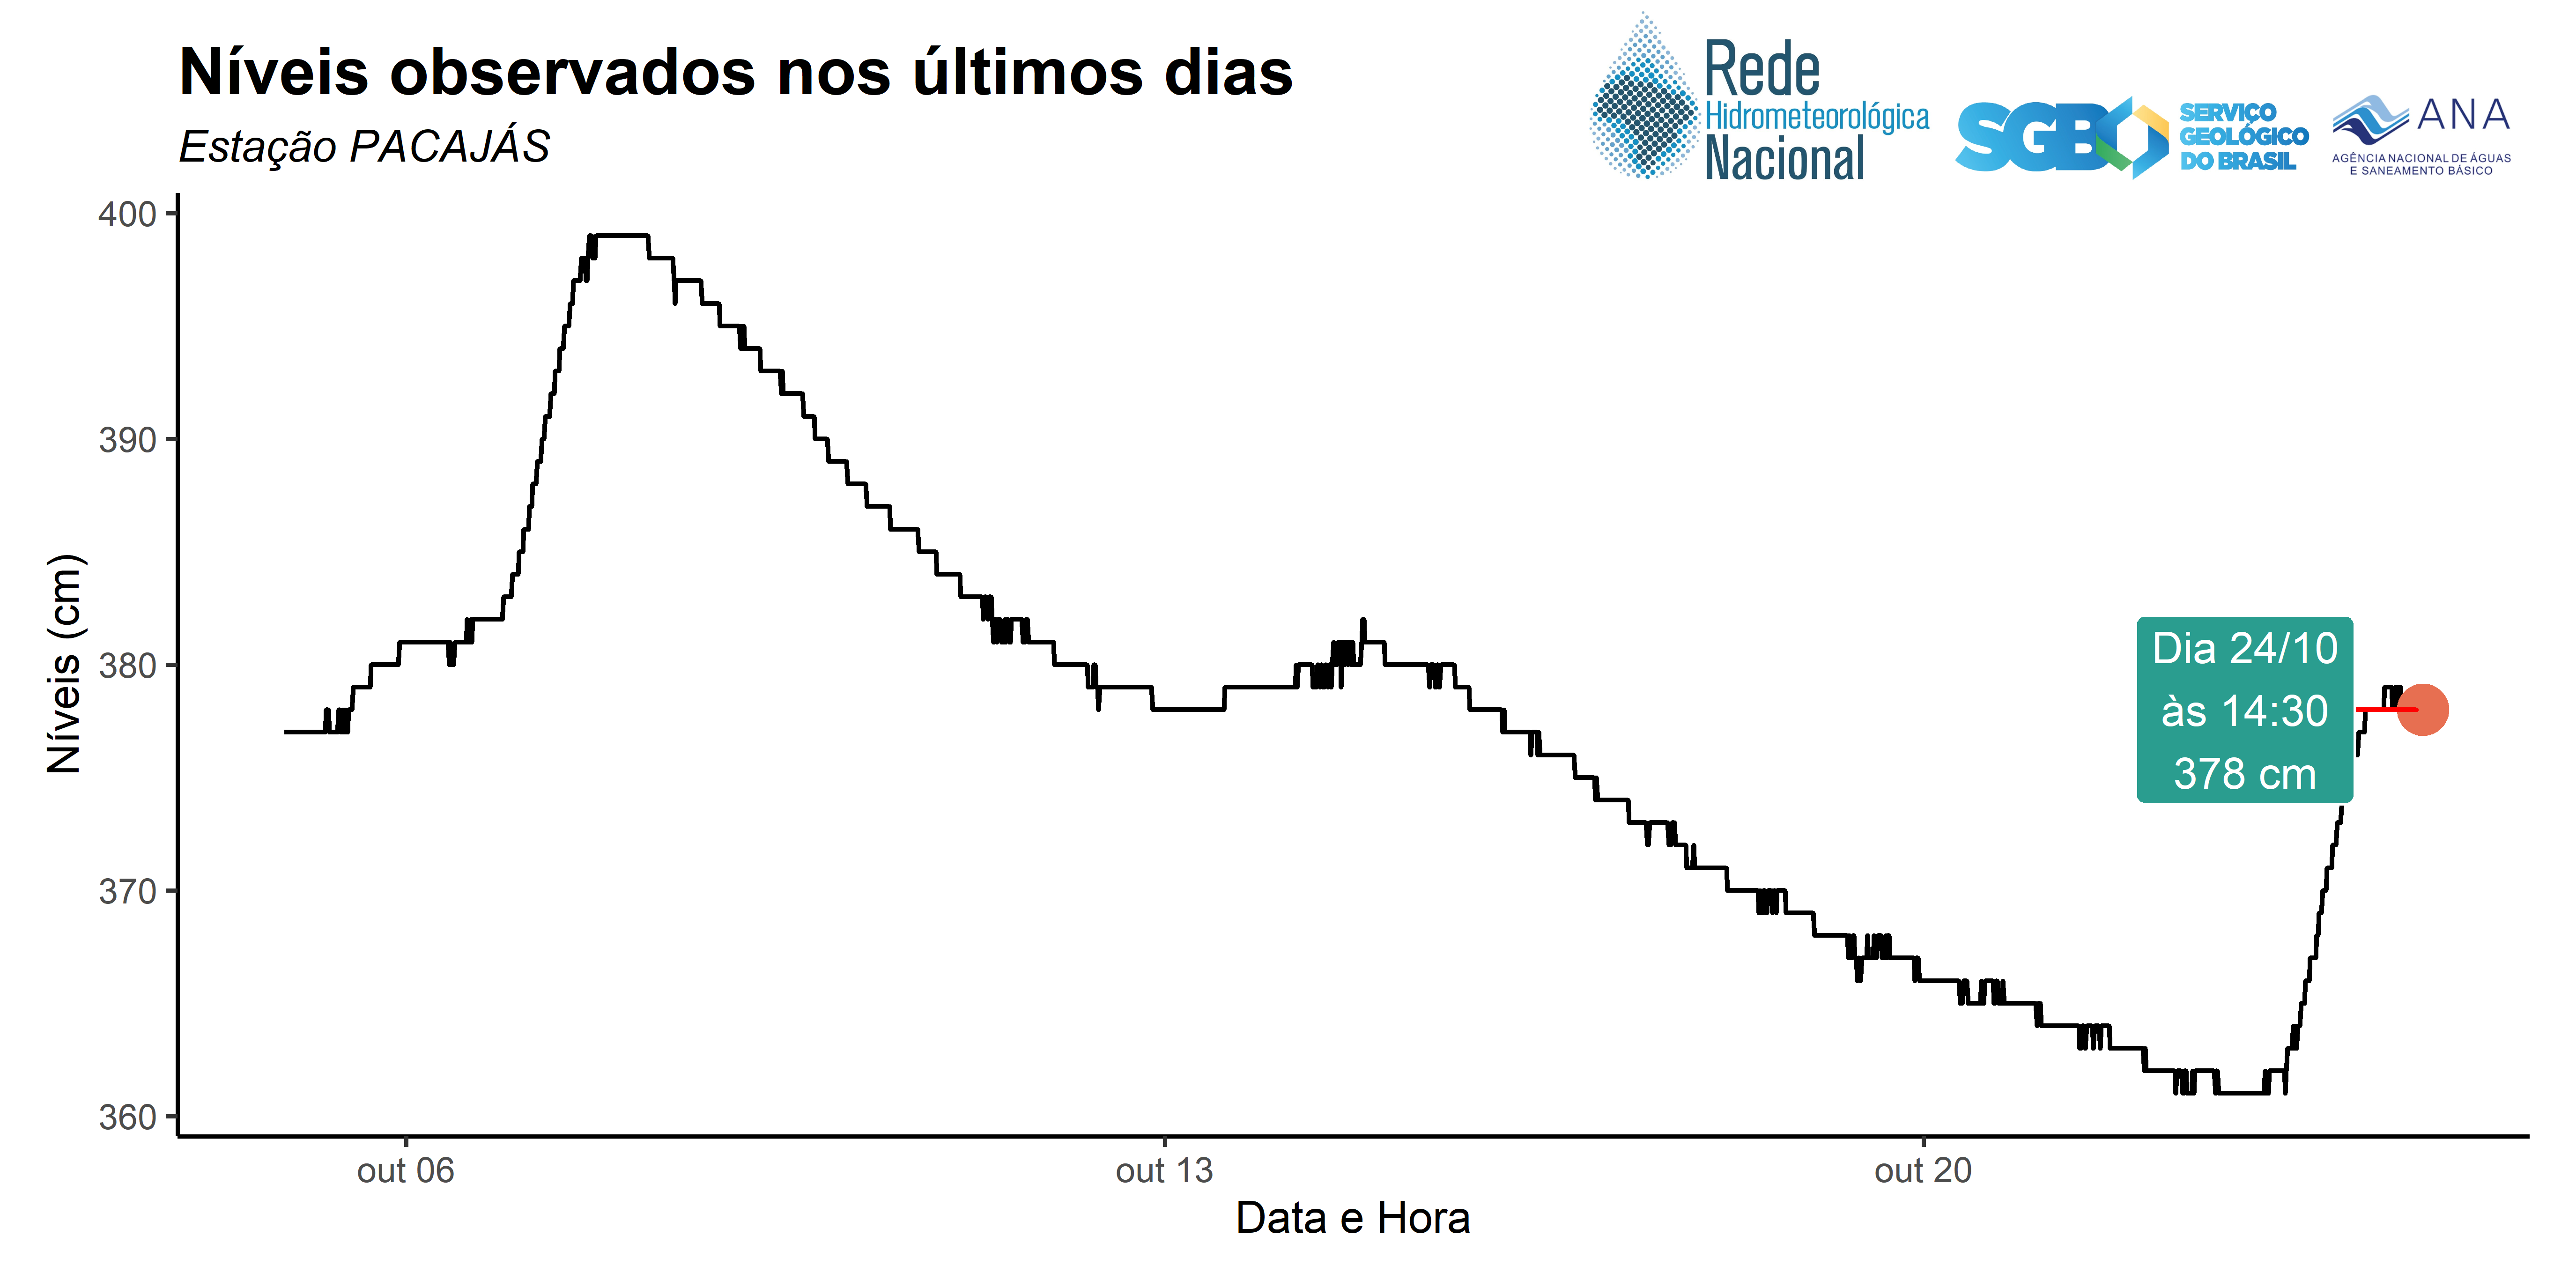 Níveis observados nos últimos dias
Estação PACAJÁS
Rede
Hidrometeorológica
Nacional
SGB
SERVIÇO
GEOLÓGICO
DO BRASIL
ANA
AGÊNCIA NACIONAL DE ÁGUAS
E SANEAMENTO BÁSICO
Níveis (cm)
400
390
380
370
360
Dia 24/10
às 14:30
378 cm
out 06
out 13
out 20
Data e Hora